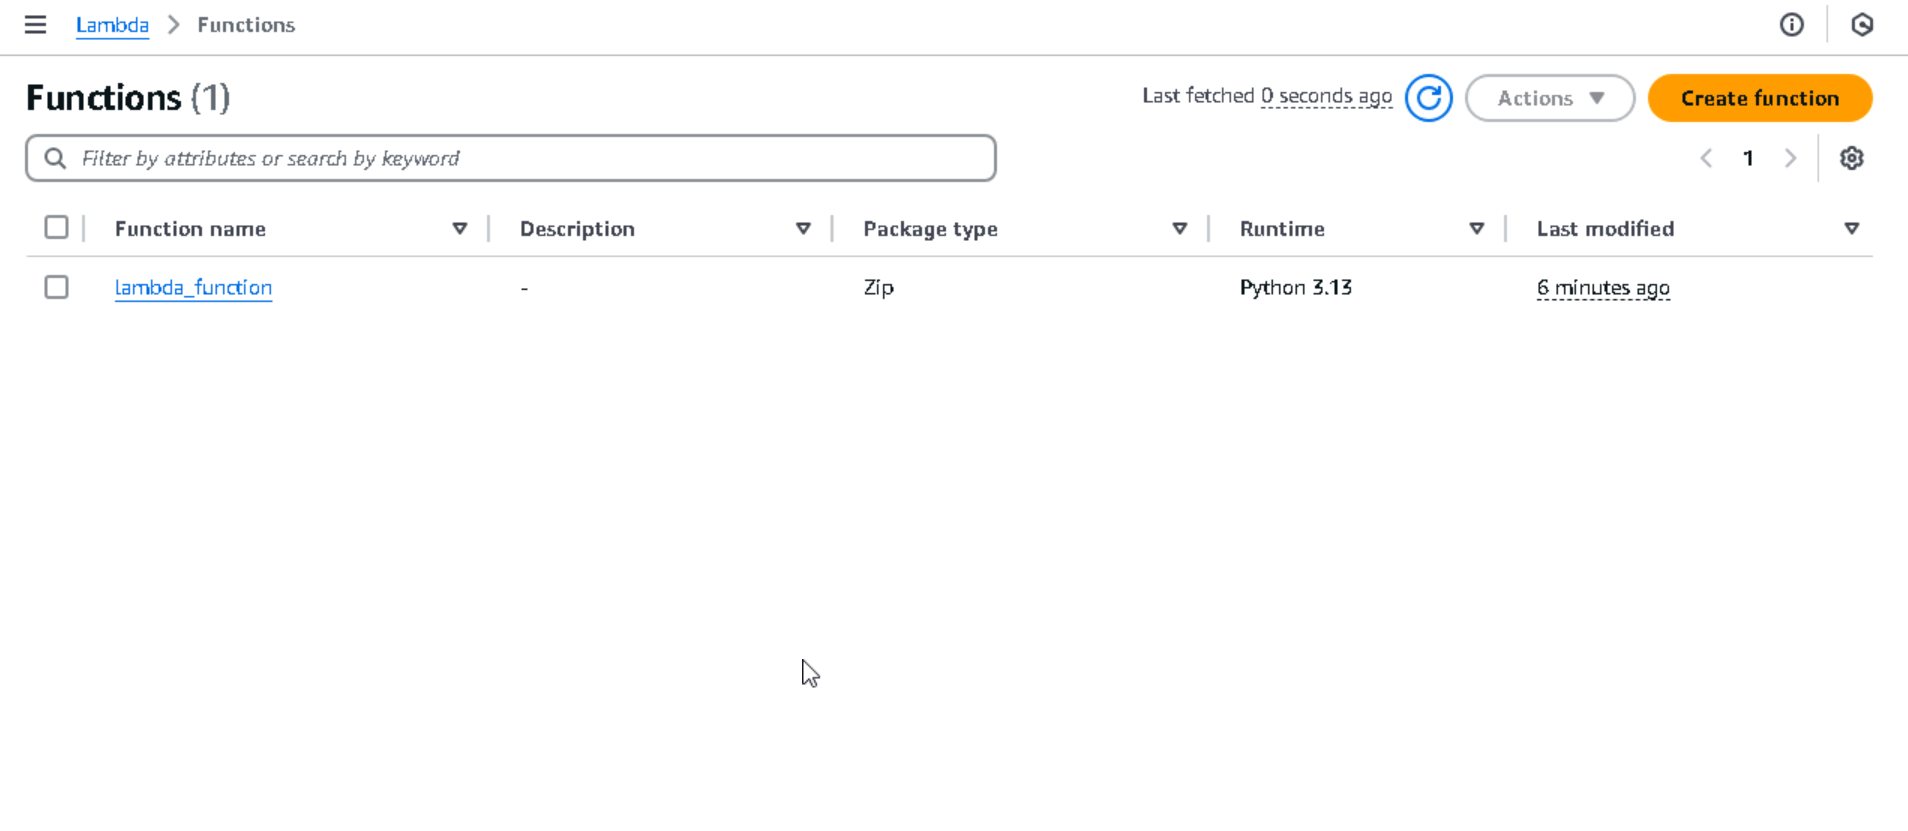 Lambda > Functions
Functions (1)
Last fetched 0 seconds ago Actions Create function
Filter by attributes or search by keyword
1
Function name Description Package type Runtime Last modified
lambda_function - Zip Python 3.13 6 minutes ago